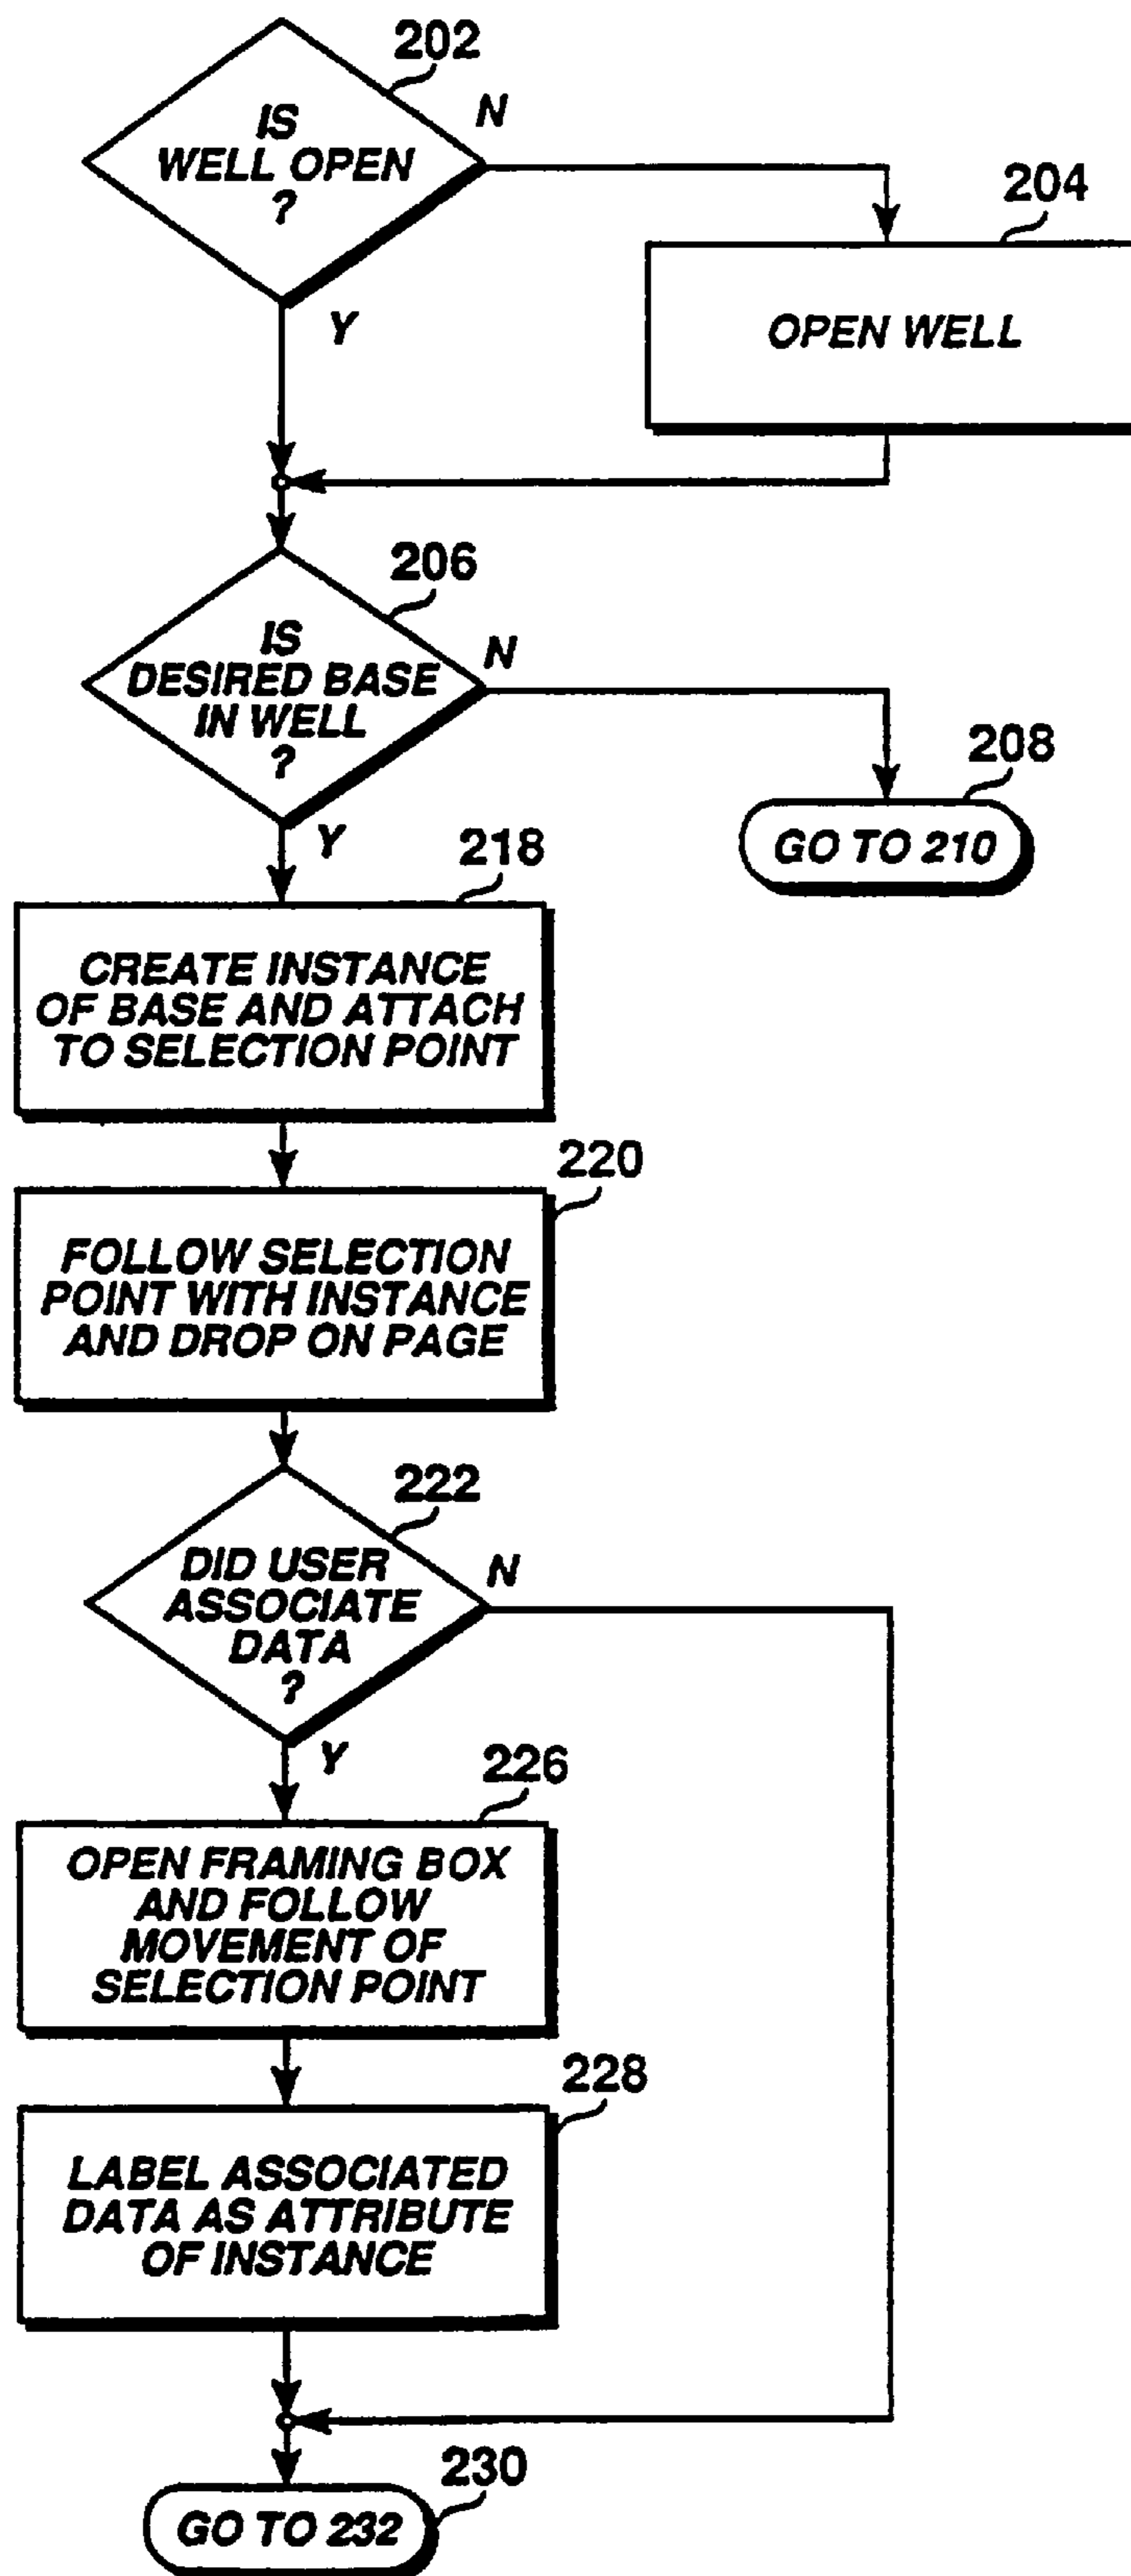 202
IS
WELL OPEN
?
N
Y
204
OPEN WELL
206
IS
DESIRED BASE
IN WELL
?
N
Y
208
GO TO 210
218
CREATE INSTANCE
OF BASE AND ATTACH
TO SELECTION POINT
220
FOLLOW SELECTION
POINT WITH INSTANCE
AND DROP ON PAGE
222
DID USER
ASSOCIATE
DATA
?
N
Y
226
OPEN FRAMING BOX
AND FOLLOW
MOVEMENT OF
SELECTION POINT
228
LABEL ASSOCIATED
DATA AS ATTRIBUTE
OF INSTANCE
230
GO TO 232